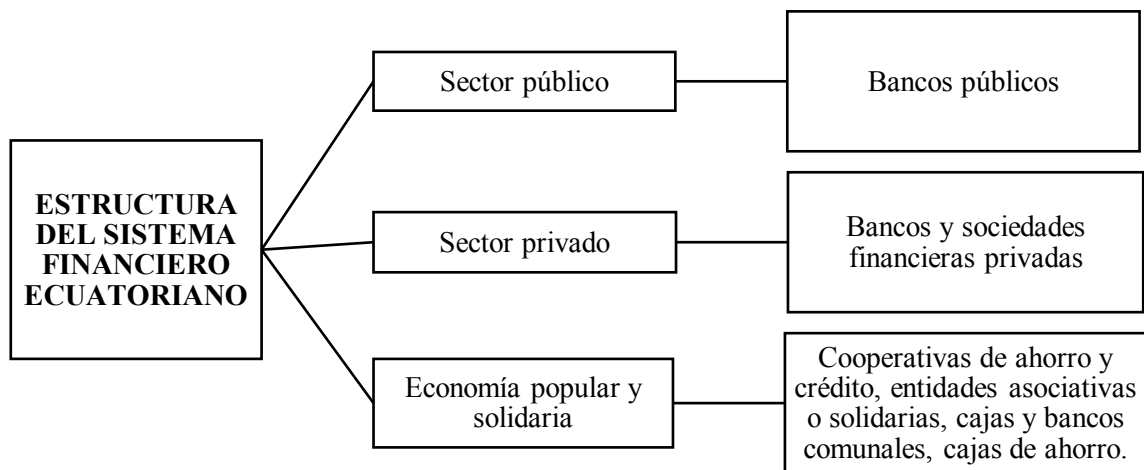 ESTRUCTURA
DEL SISTEMA
FINANCIERO
ECUATORIANO
Sector público
Bancos públicos
Sector privado
Bancos y sociedades
financieras privadas
Economía popular y
solidaria
Cooperativas de ahorro y
crédito, entidades asociativas
o solidarias, cajas y bancos
comunales, cajas de ahorro.